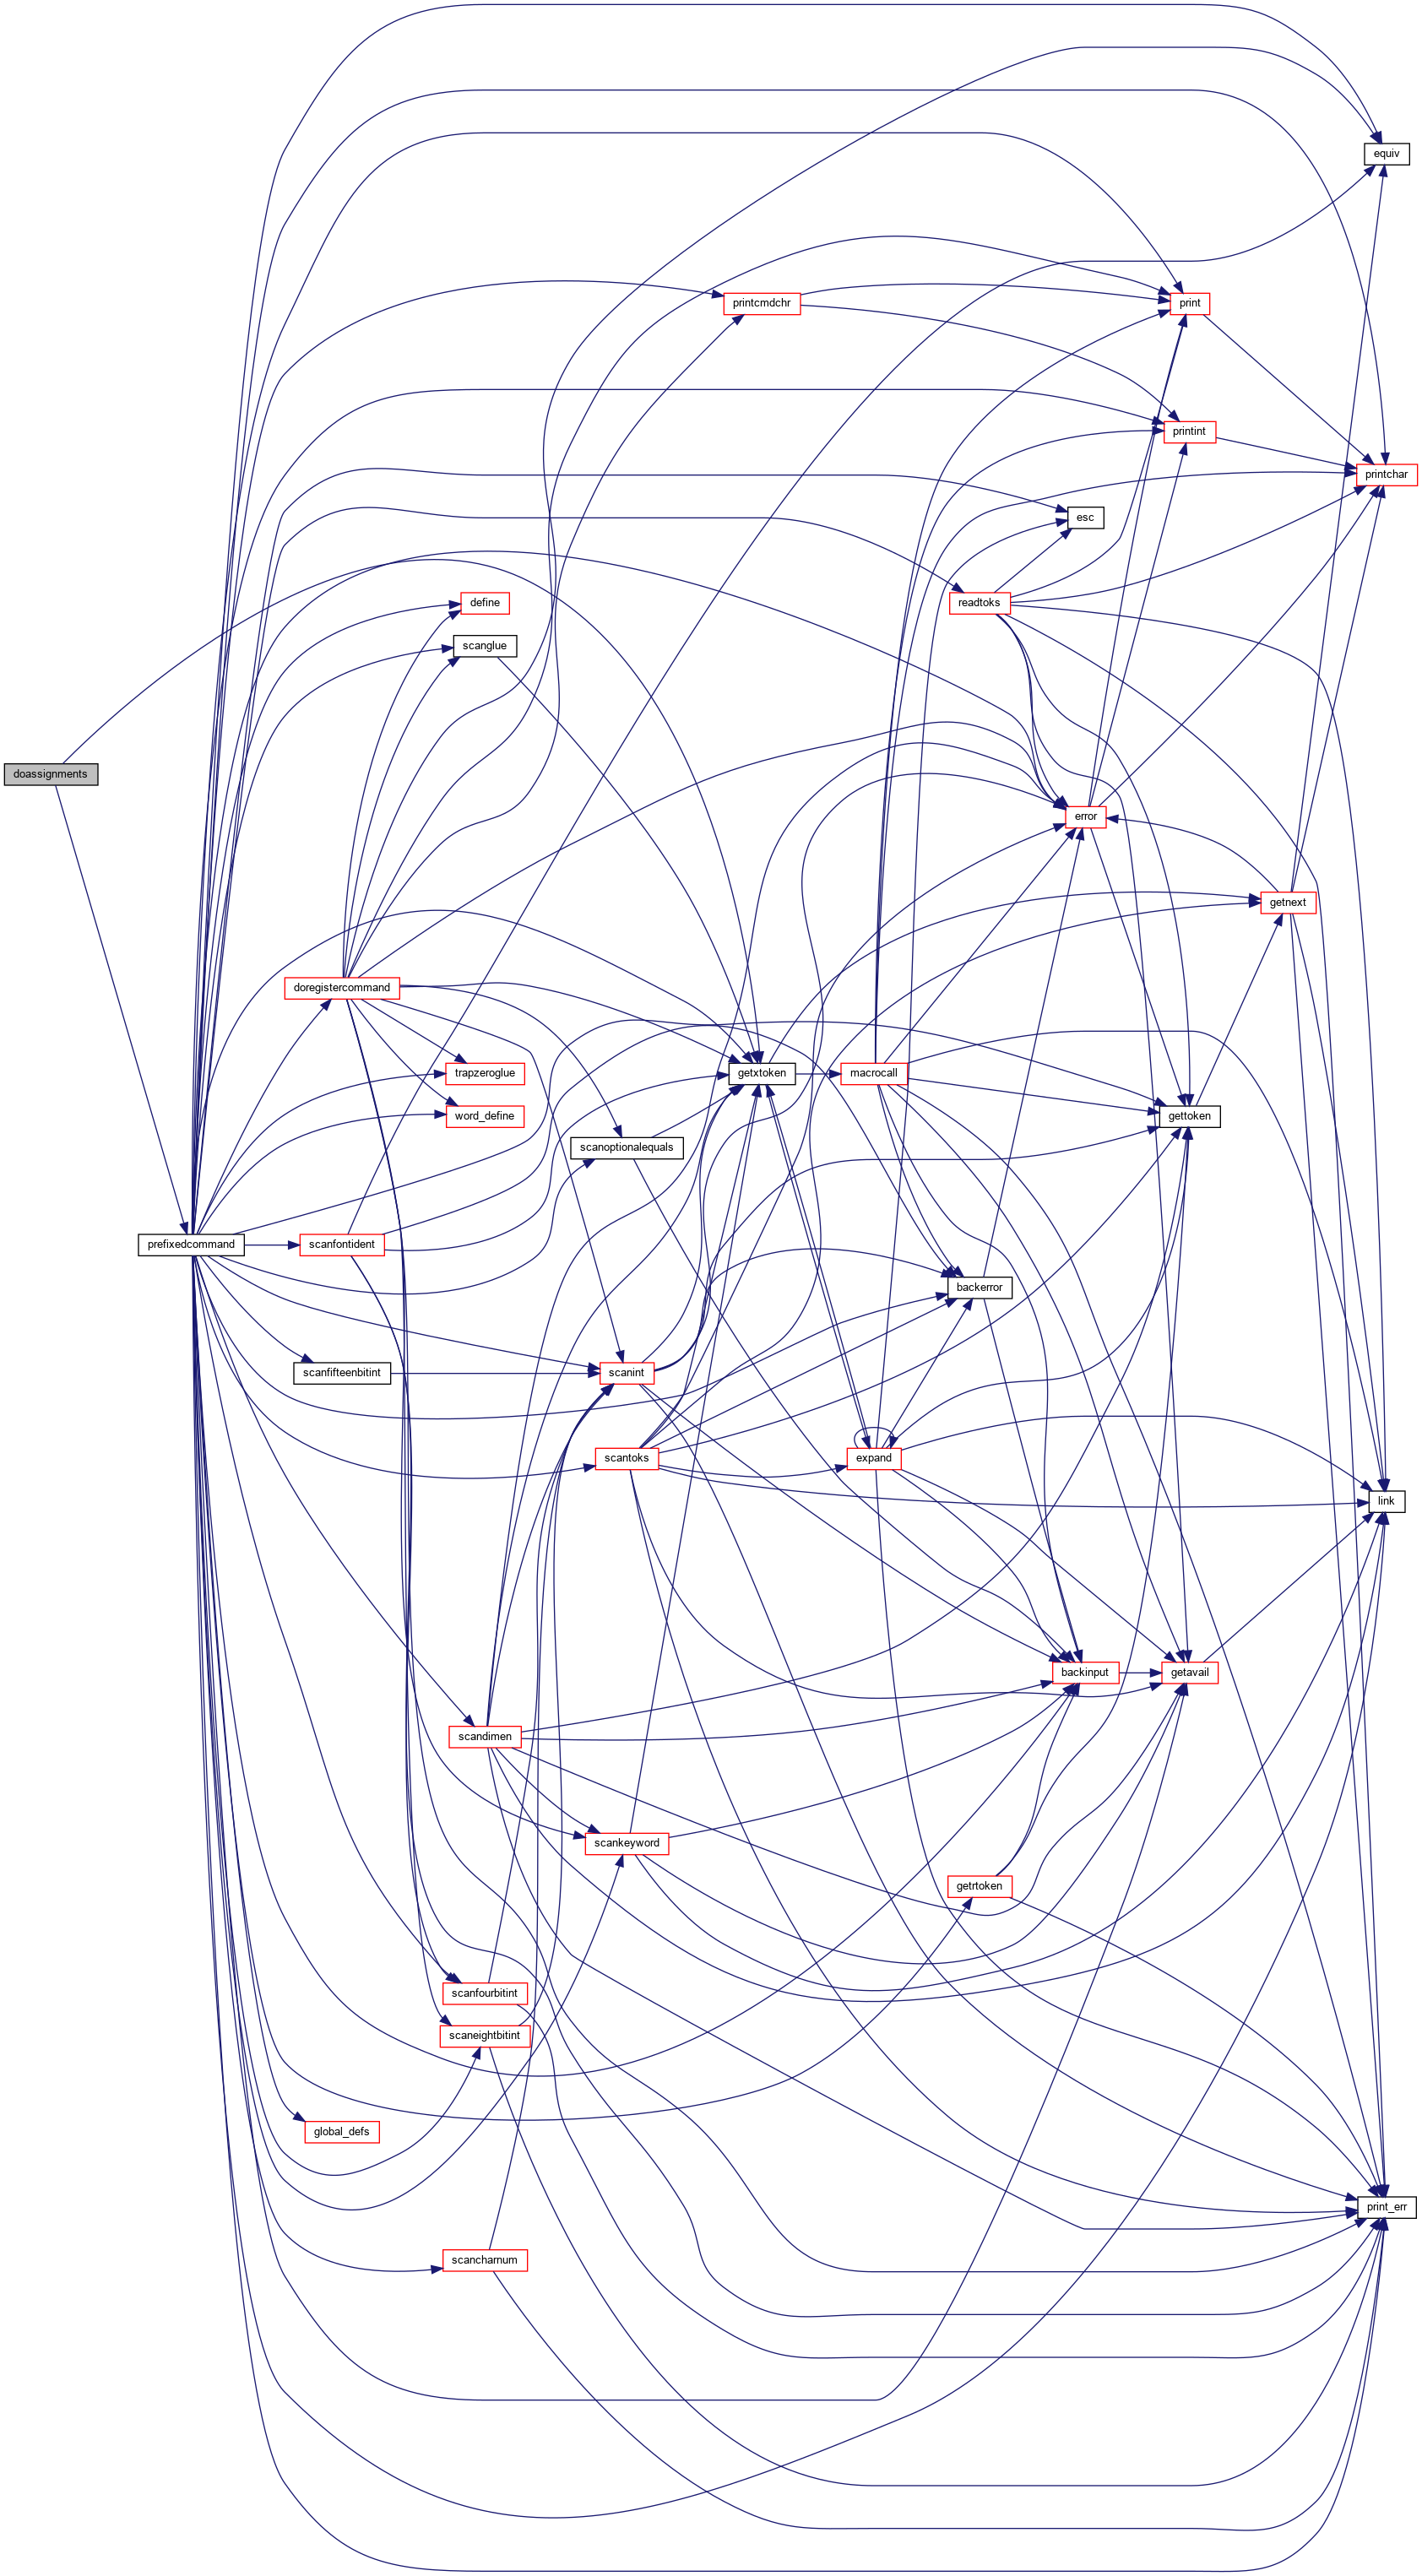 equiv
printcmdchr
print
printint
printchar
esc
define
readtoks
scanglue
doassignments
error
getnext
doregistercommand
trapzeroglue
getxtoken
macrocall
word_define
gettoken
scanoptionalequals
prefixedcommand
scanfontident
backerror
scanfifteenbitint
scanint
scantoks
expand
link
backinput
getavail
scandimen
scankeyword
getrtoken
scanfourbitint
scaneightbitint
global_defs
print_err
scancharnum